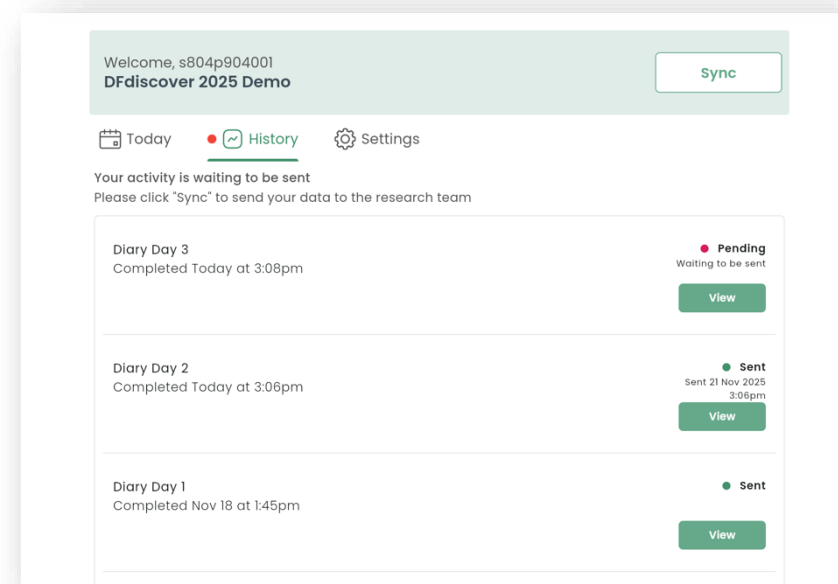 Welcome, s804p904001
DFdiscover 2025 Demo
Sync
Today
History
Settings
Your activity is waiting to be sent
Please click "Sync" to send your data to the research team
Diary Day 3
Completed Today at 3:08pm
Pending
Waiting to be sent
View
Diary Day 2
Completed Today at 3:06pm
Sent
Sent 21 Nov 2025
3:06pm
View
Diary Day 1
Completed Nov 18 at 1:45pm
Sent
View